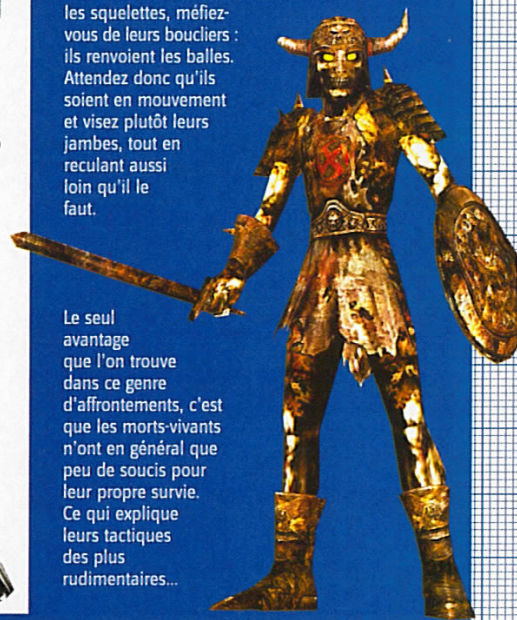 les squelettes, méfiez-
vous de leurs boucliers :
ils renvoient les balles.
Attendez donc qu'ils
soient en mouvement
et visez plutôt leurs
jambes, tout en
reculant aussi
loin qu'il le
faut.
Le seul
avantage
que l'on trouve
dans ce genre
d'affrontements, c'est
que les morts-vivants
n'ont en général que
peu de soucis pour
leur propre survie.
Ce qui explique
leurs tactiques
des plus
rudimentaires...